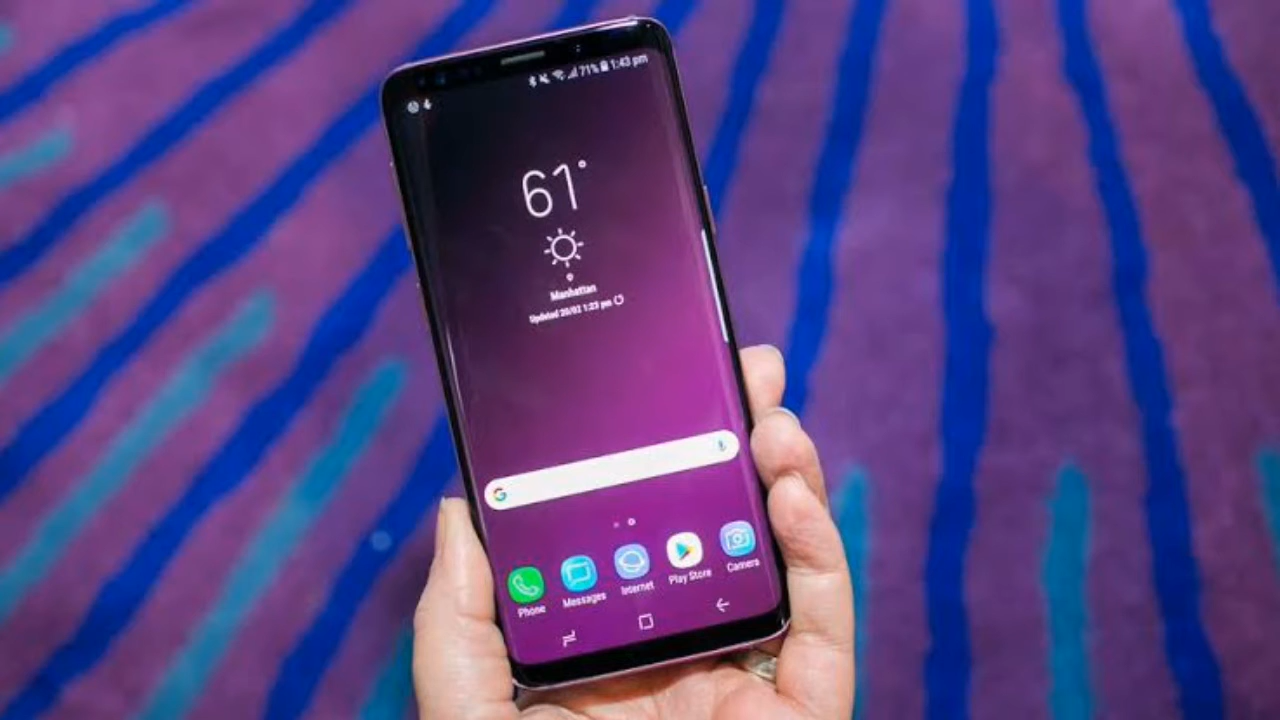 71% 1:43 pm
61°
Manhattan
Updated 20/02 1:23 pm
G
Phone
Messages
Internet
Play Store
Camera